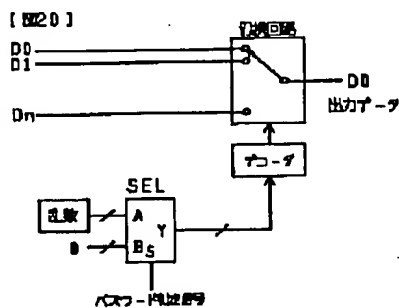 [図20]
切換回路
D0
D1
D0
出力データ
Dn
デコーダ
SEL
乱数
A
Y
0
B
S
パスワード判定信号